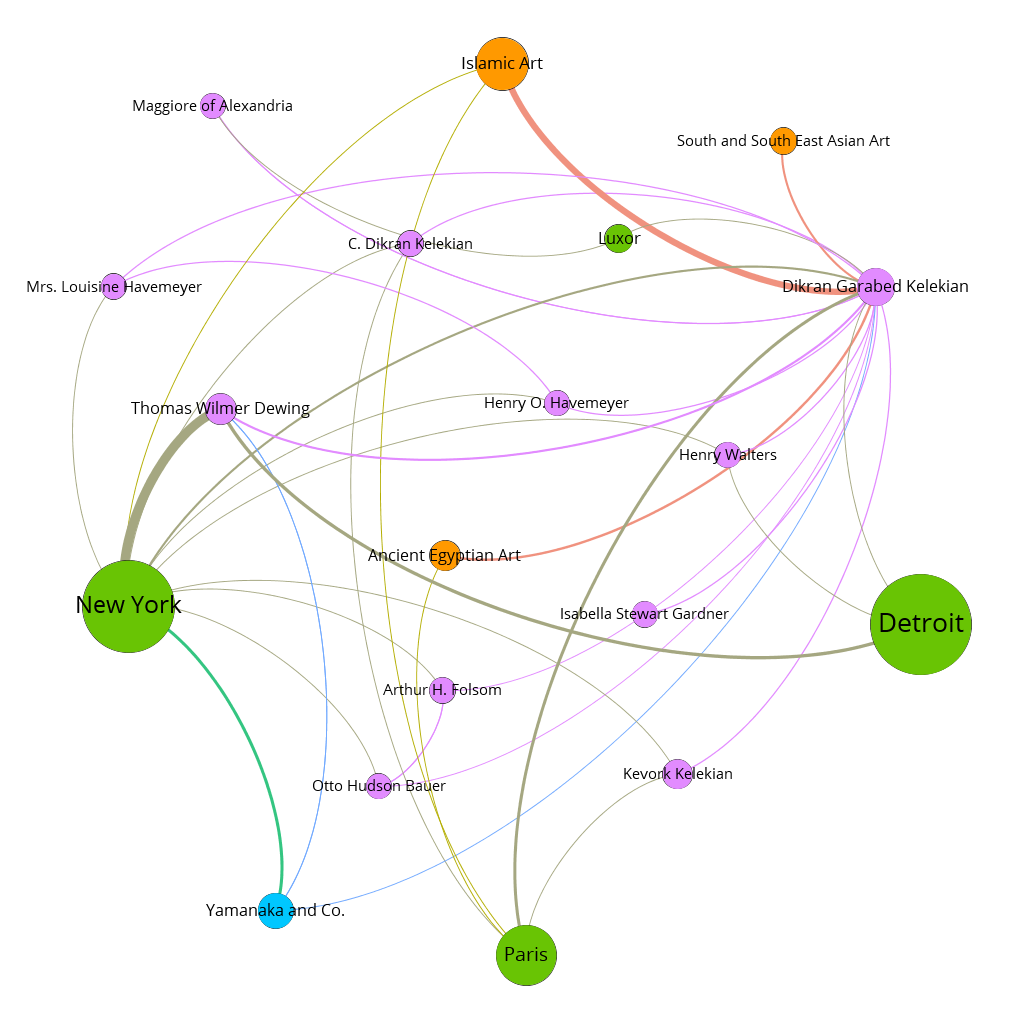 Islamic Art
Maggiore of Alexandria
South and South East Asian Art
Luxor
C. Dikran Kelekian
Mrs. Louisine Havemeyer
Dikran Garabed Kelekian
Henry O. Havemeyer
Thomas Wilmer Dewing
Henry Walters
Ancient Egyptian Art
New York
Isabella Stewart Gardner
Detroit
Arthur H. Folsom
Kevork Kelekian
Otto Hudson Bauer
Yamanaka and Co.
Paris